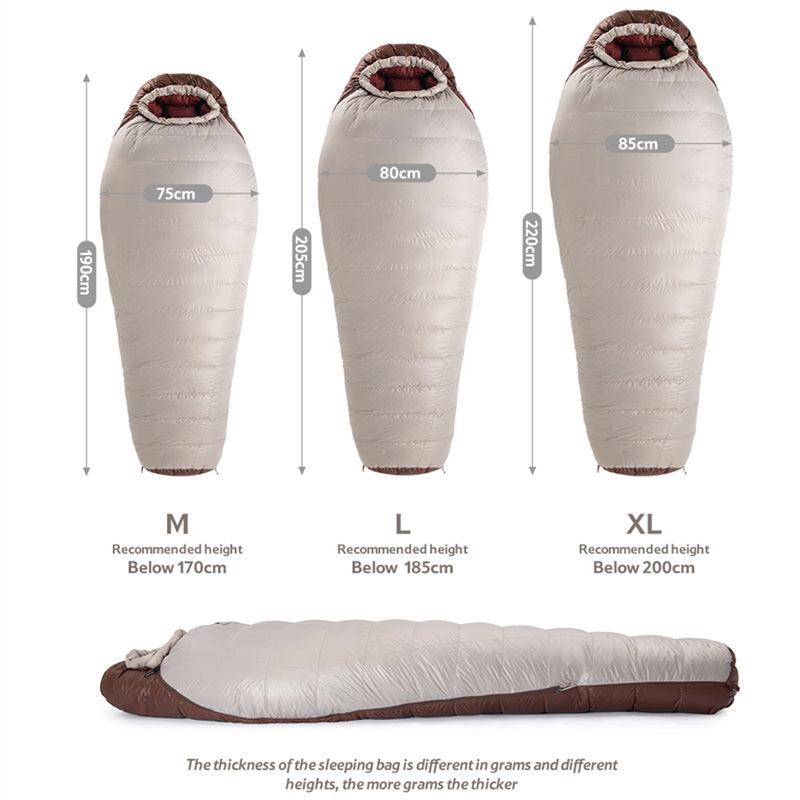 75cm
190cm
80cm
205cm
85cm
220cm
M
Recommended height
Below 170cm
L
Recommended height
Below 185cm
XL
Recommended height
Below 200cm
The thickness of the sleeping bag is different in grams and different
heights, the more grams the thicker